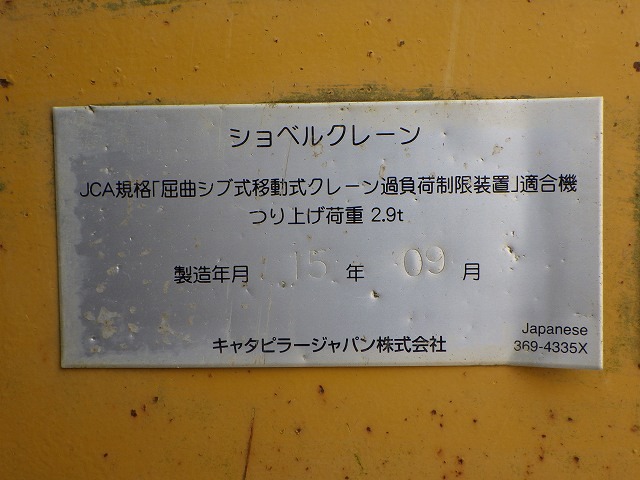 ショベルクレーン
JCA規格「屈曲ジブ式移動式クレーン過負荷制限装置」適合機
つり上げ荷重 2.9t
製造年月 15 年 09 月
キャタピラージャパン株式会社
Japanese
369-4335X